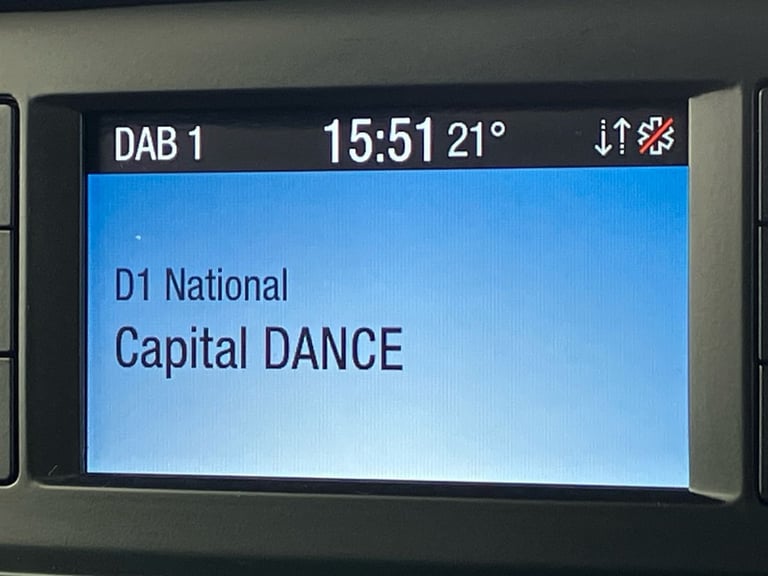 DAB 1 15:51 21°
D1 National
Capital DANCE